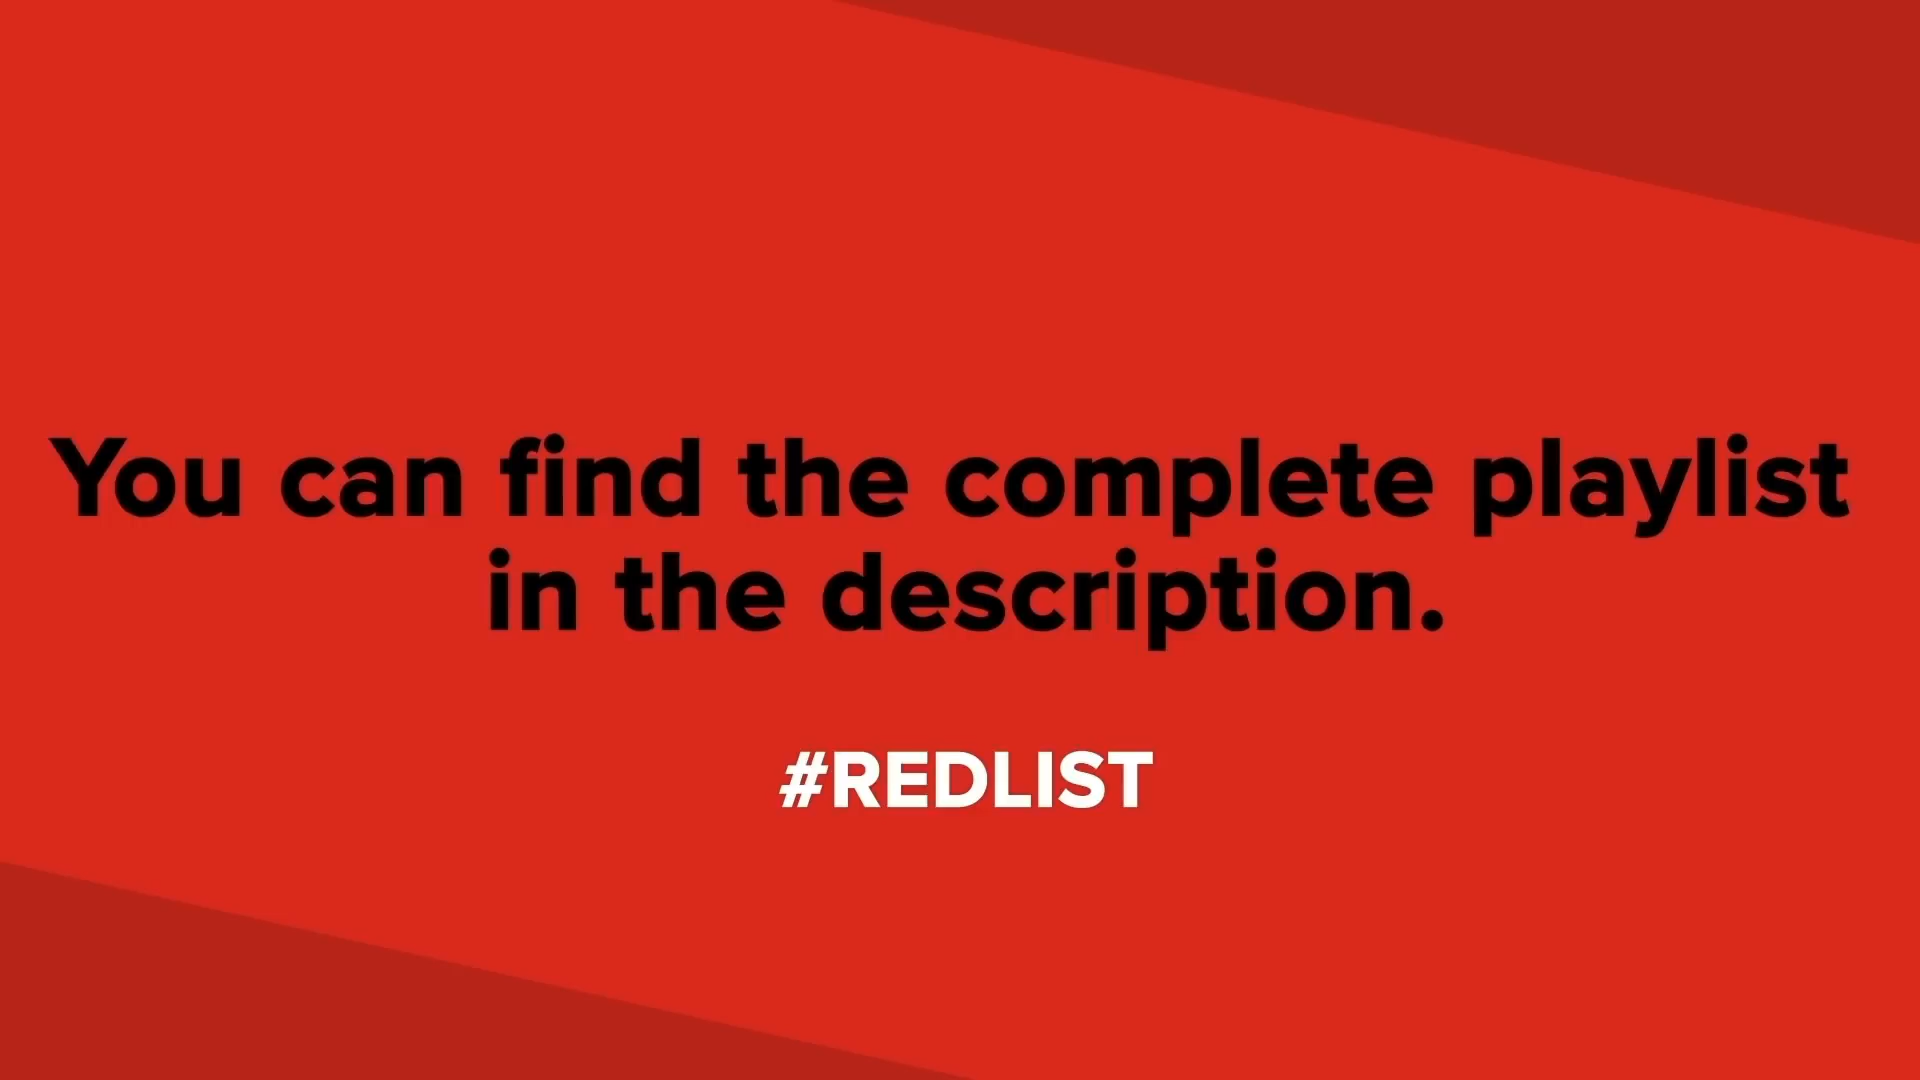 You can find the complete playlist
in the description.
#REDLIST